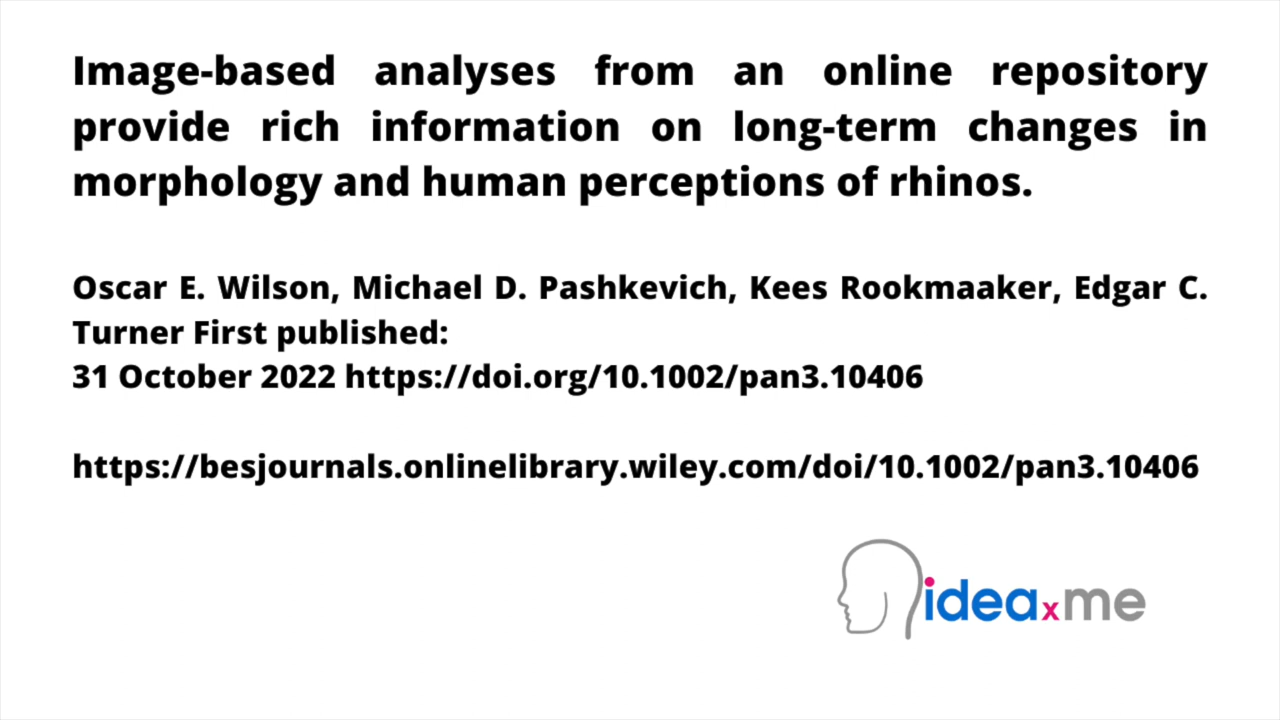 Image-based analyses from an online repository
provide rich information on long-term changes in
morphology and human perceptions of rhinos.
Oscar E. Wilson, Michael D. Pashkevich, Kees Rookmaaker, Edgar C.
Turner First published:
31 October 2022 https://doi.org/10.1002/pan3.10406
https://besjournals.onlinelibrary.wiley.com/doi/10.1002/pan3.10406
ideaxme